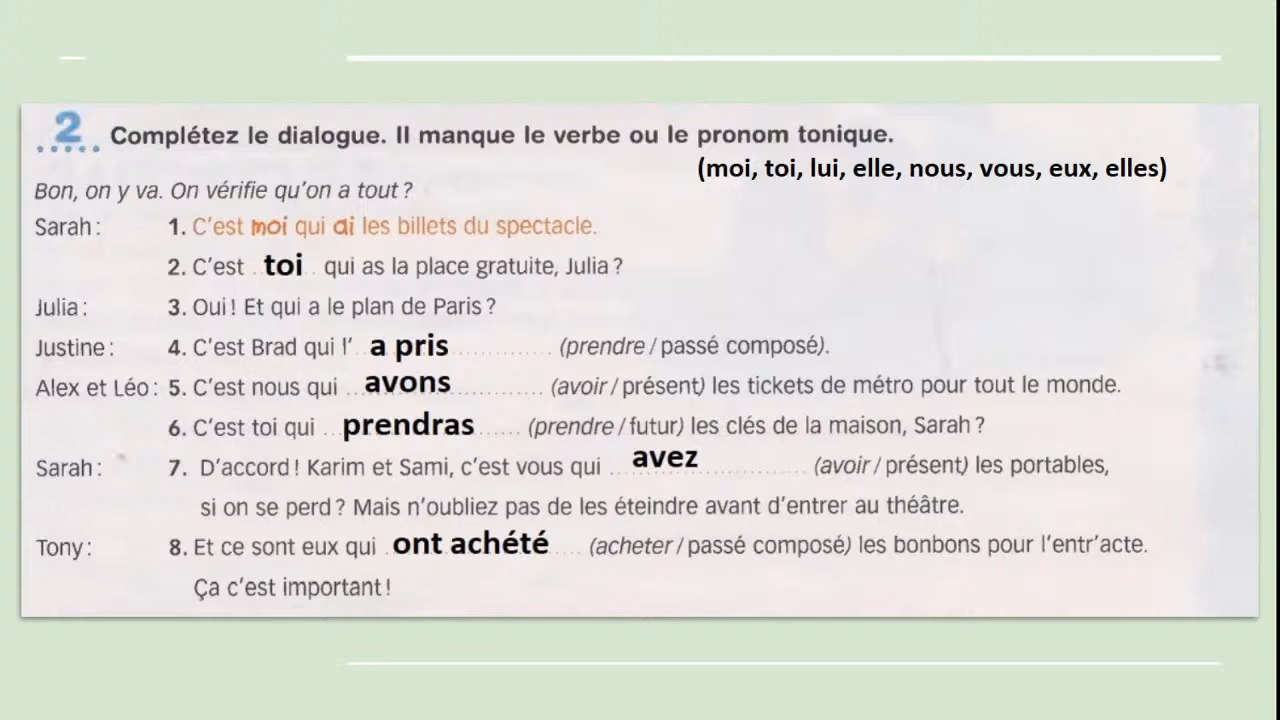 2 Complétez le dialogue. Il manque le verbe ou le pronom tonique.
(moi, toi, lui, elle, nous, vous, eux, elles)
Bon, on y va. On vérifie qu'on a tout ?
Sarah : 1. C'est moi qui ai les billets du spectacle.
2. C'est toi qui as la place gratuite, Julia ?
Julia : 3. Oui ! Et qui a le plan de Paris ?
Justine : 4. C'est Brad qui l' a pris (prendre / passé composé).
Alex et Léo : 5. C'est nous qui avons (avoir / présent) les tickets de métro pour tout le monde.
6. C'est toi qui prendras (prendre / futur) les clés de la maison, Sarah ?
Sarah : 7. D'accord ! Karim et Sami, c'est vous qui avez (avoir / présent) les portables,
si on se perd ? Mais n'oubliez pas de les éteindre avant d'entrer au théâtre.
Tony : 8. Et ce sont eux qui ont achété (acheter / passé composé) les bonbons pour l'entr'acte.
Ça c'est important !